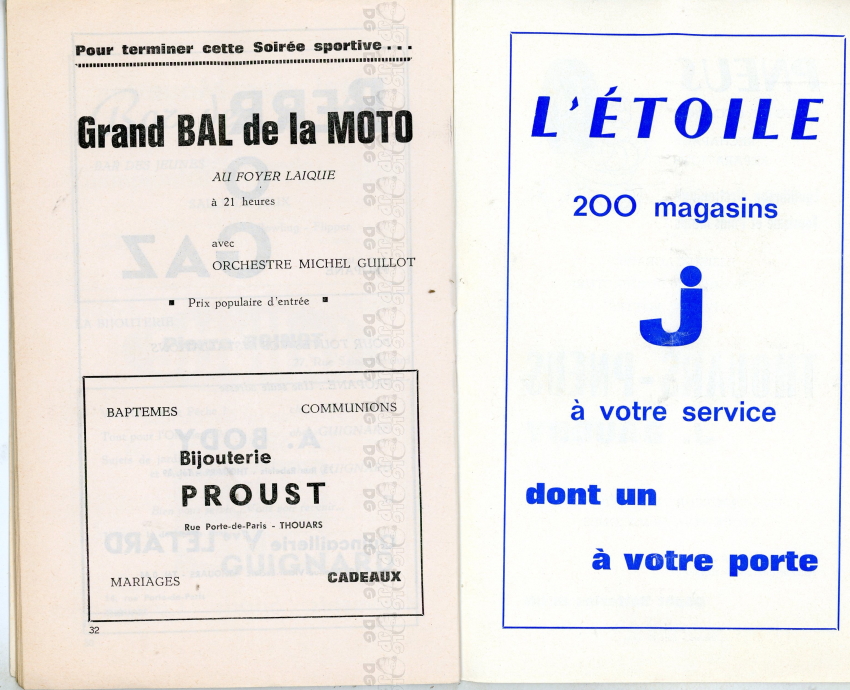 Pour terminer cette Soirée sportive...
Grand BAL de la MOTO
AU FOYER LAIQUE
à 21 heures
avec
ORCHESTRE MICHEL GUILLOT
Prix populaire d'entrée
BAPTEMES COMMUNIONS
Bijouterie
PROUST
Rue Porte-de-Paris - THOUARS
MARIAGES CADEAUX
32
L'ÉTOILE
200 magasins
j
à votre service
dont un
à votre porte